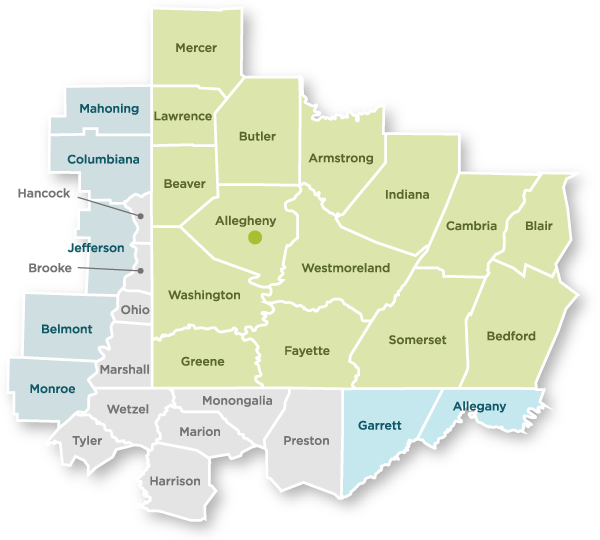 Mercer
Mahoning
Lawrence
Butler
Columbiana
Armstrong
Beaver
Hancock
Indiana
Allegheny
Cambria
Blair
Jefferson
Brooke
Westmoreland
Washington
Ohio
Belmont
Bedford
Somerset
Fayette
Greene
Marshall
Monroe
Monongalia
Wetzel
Allegany
Garrett
Marion
Tyler
Preston
Harrison